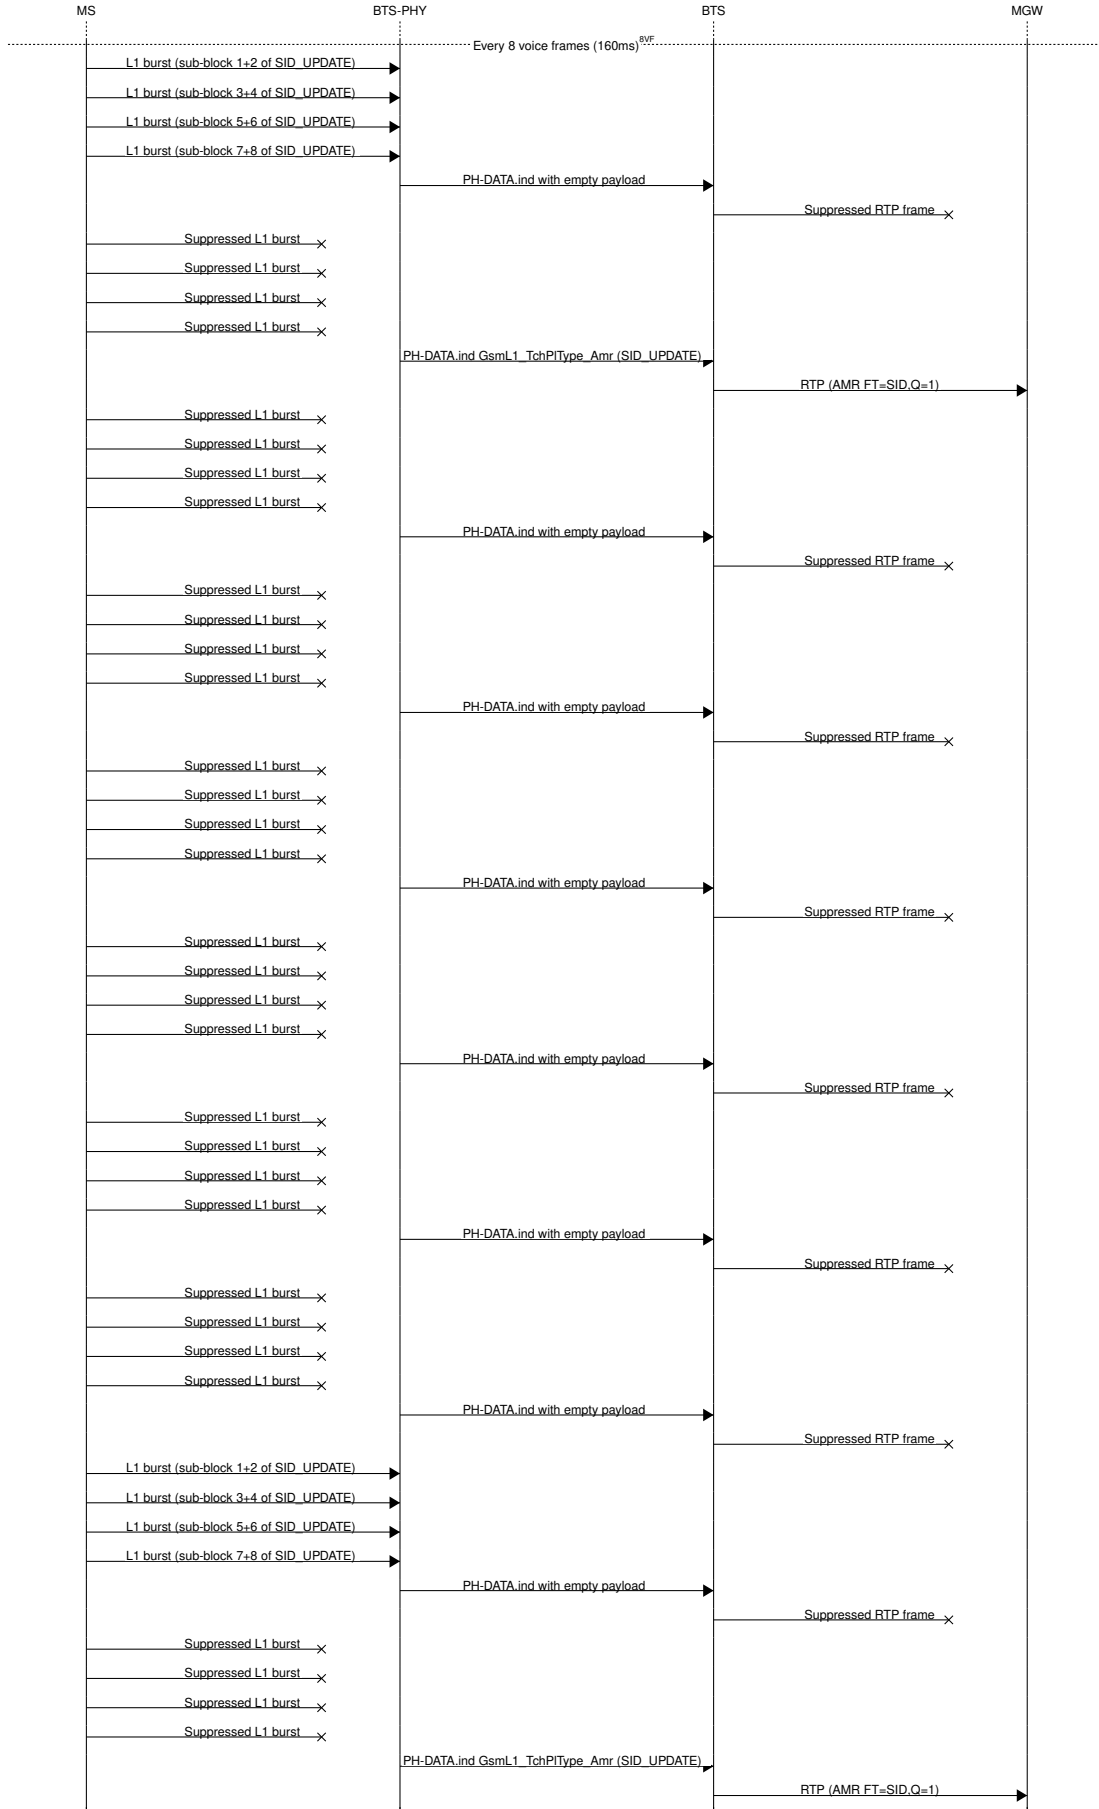 MS BTS-PHY BTS MGW
Every 8 voice frames (160ms)8VF
L1 burst (sub-block 1+2 of SID_UPDATE)
L1 burst (sub-block 3+4 of SID_UPDATE)
L1 burst (sub-block 5+6 of SID_UPDATE)
L1 burst (sub-block 7+8 of SID_UPDATE)
PH-DATA.ind with empty payload
Suppressed RTP frame
Suppressed L1 burst
Suppressed L1 burst
Suppressed L1 burst
Suppressed L1 burst
PH-DATA.ind GsmL1_TchPlType_Amr (SID_UPDATE)
RTP (AMR FT=SID,Q=1)
Suppressed L1 burst
Suppressed L1 burst
Suppressed L1 burst
Suppressed L1 burst
PH-DATA.ind with empty payload
Suppressed RTP frame
Suppressed L1 burst
Suppressed L1 burst
Suppressed L1 burst
Suppressed L1 burst
PH-DATA.ind with empty payload
Suppressed RTP frame
Suppressed L1 burst
Suppressed L1 burst
Suppressed L1 burst
Suppressed L1 burst
PH-DATA.ind with empty payload
Suppressed RTP frame
Suppressed L1 burst
Suppressed L1 burst
Suppressed L1 burst
Suppressed L1 burst
PH-DATA.ind with empty payload
Suppressed RTP frame
Suppressed L1 burst
Suppressed L1 burst
Suppressed L1 burst
Suppressed L1 burst
PH-DATA.ind with empty payload
Suppressed RTP frame
Suppressed L1 burst
Suppressed L1 burst
Suppressed L1 burst
Suppressed L1 burst
PH-DATA.ind with empty payload
Suppressed RTP frame
L1 burst (sub-block 1+2 of SID_UPDATE)
L1 burst (sub-block 3+4 of SID_UPDATE)
L1 burst (sub-block 5+6 of SID_UPDATE)
L1 burst (sub-block 7+8 of SID_UPDATE)
PH-DATA.ind with empty payload
Suppressed RTP frame
Suppressed L1 burst
Suppressed L1 burst
Suppressed L1 burst
Suppressed L1 burst
PH-DATA.ind GsmL1_TchPlType_Amr (SID_UPDATE)
RTP (AMR FT=SID,Q=1)